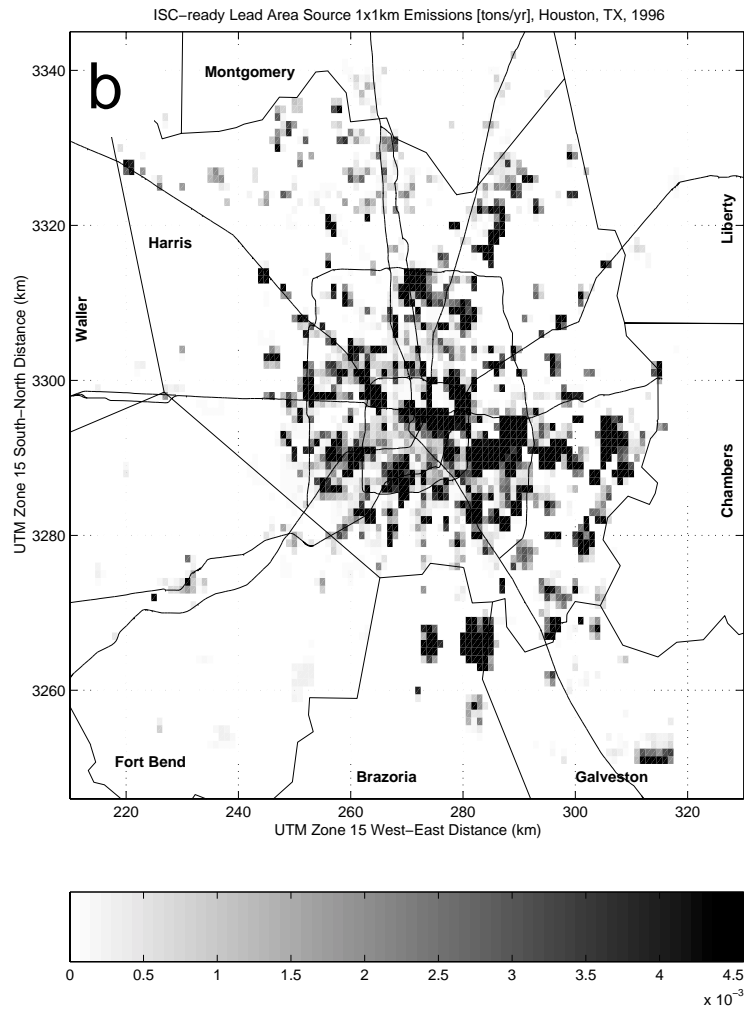 ISC−ready Lead Area Source 1x1km Emissions [tons/yr], Houston, TX, 1996
b
Montgomery
Harris
Liberty
Waller
Chambers
Fort Bend
Brazoria
Galveston
3340
3320
3300
3280
3260
UTM Zone 15 South−North Distance (km)
220 240 260 280 300 320
UTM Zone 15 West−East Distance (km)
0 0.5 1 1.5 2 2.5 3 3.5 4 4.5
x 10−3